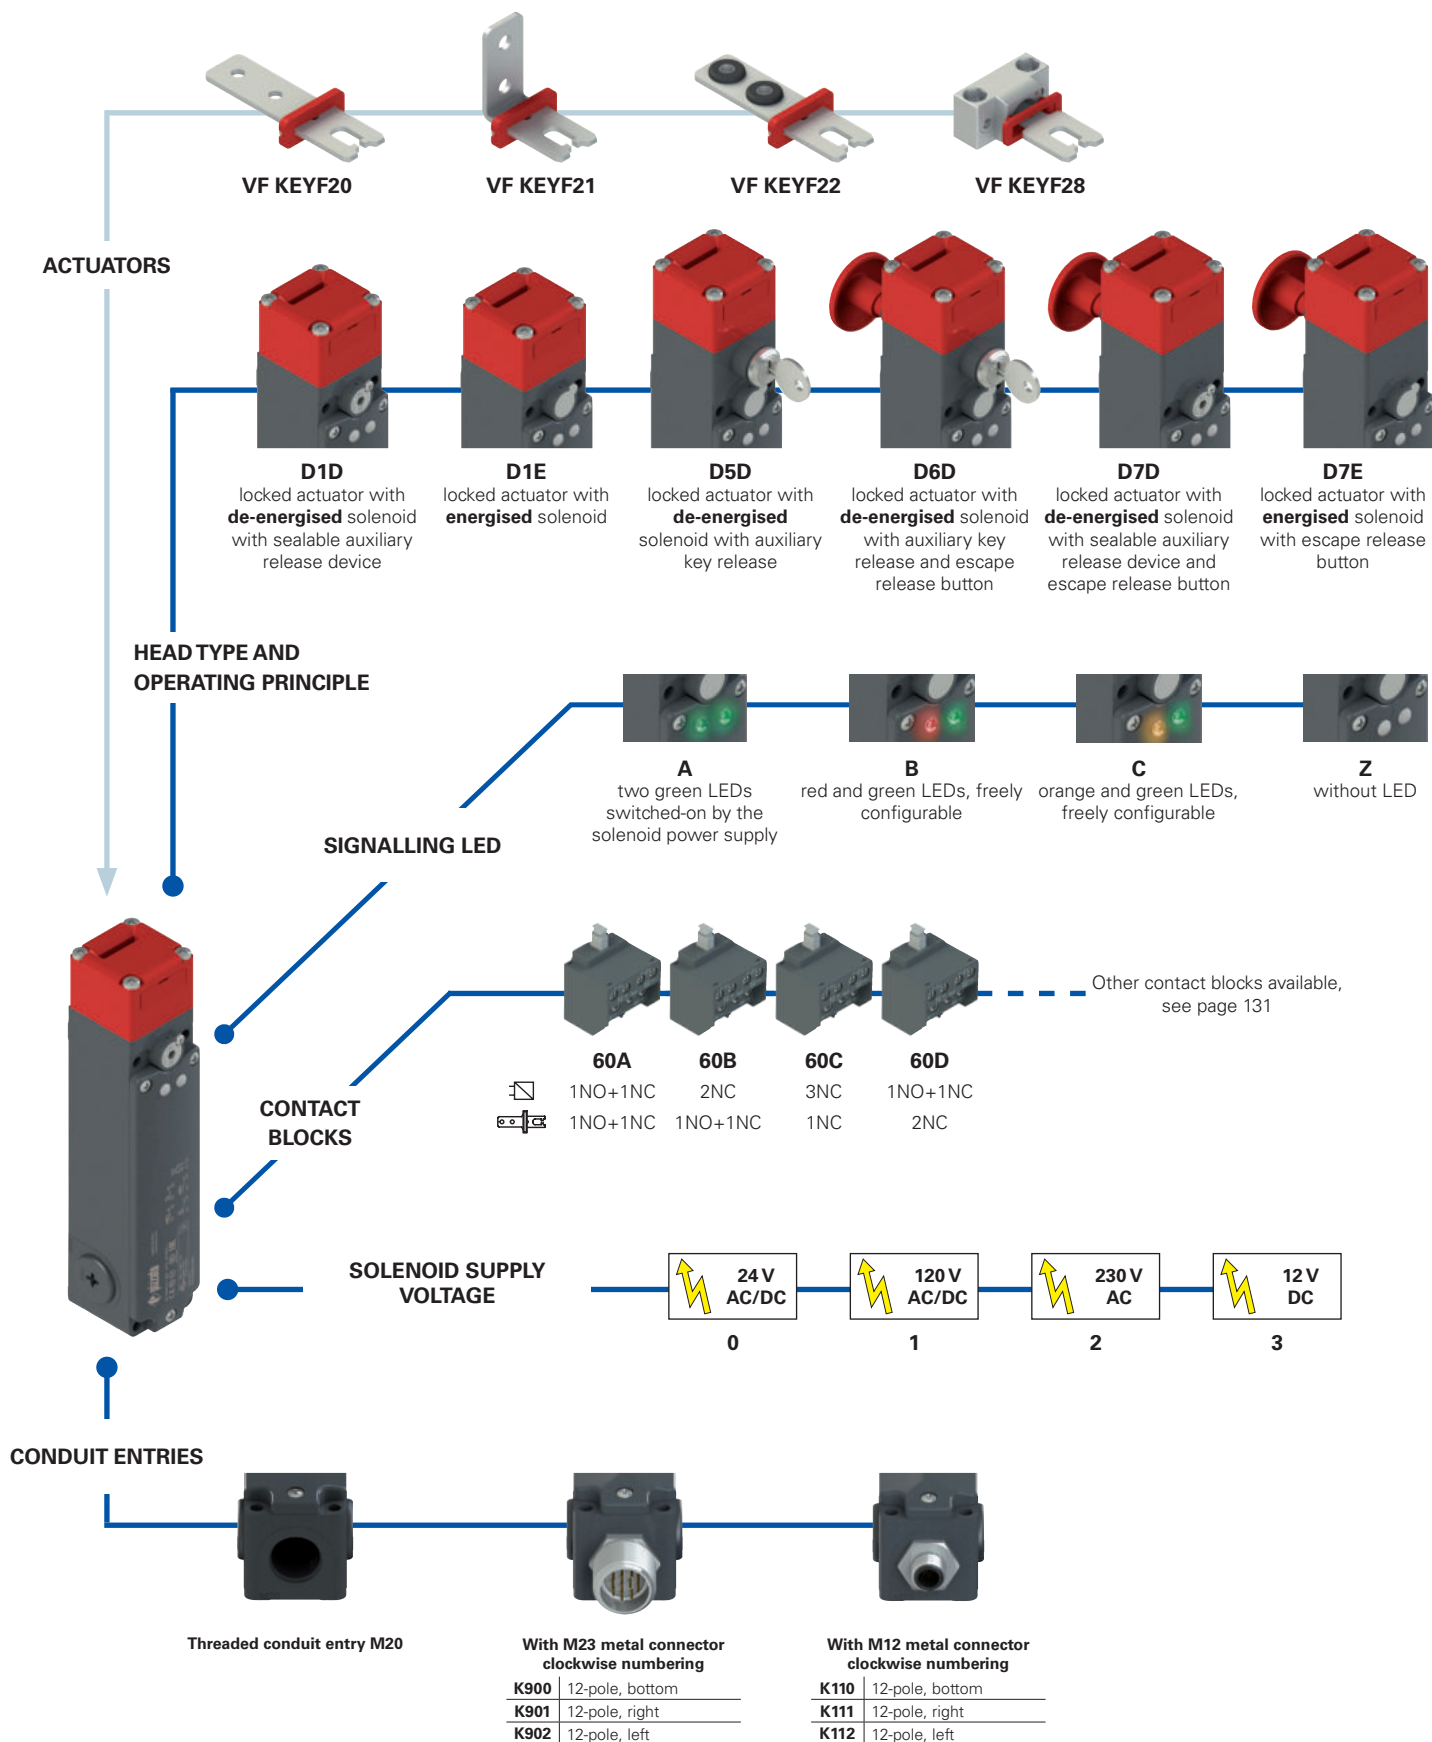 VF KEYF20
VF KEYF21
VF KEYF22
VF KEYF28
ACTUATORS
D1D
locked actuator with
de-energised solenoid
with sealable auxiliary
release device
D1E
locked actuator with
energised solenoid
D5D
locked actuator with
de-energised
solenoid with auxiliary
key release
D6D
locked actuator with
de-energised solenoid
with auxiliary key
release and escape
release button
D7D
locked actuator with
de-energised solenoid
with sealable auxiliary
release device and
escape release button
D7E
locked actuator with
energised solenoid
with escape release
button
HEAD TYPE AND
OPERATING PRINCIPLE
A
two green LEDs
switched-on by the
solenoid power supply
B
red and green LEDs, freely
configurable
C
orange and green LEDs,
freely configurable
Z
without LED
SIGNALLING LED
Other contact blocks available,
see page 131
60A 60B 60C 60D
1NO+1NC 2NC 3NC 1NO+1NC
1NO+1NC 1NO+1NC 1NC 2NC
CONTACT
BLOCKS
SOLENOID SUPPLY
VOLTAGE
24 V
AC/DC
0
120 V
AC/DC
1
230 V
AC
2
12 V
DC
3
CONDUIT ENTRIES
Threaded conduit entry M20
With M23 metal connector
clockwise numbering
K900 12-pole, bottom
K901 12-pole, right
K902 12-pole, left
With M12 metal connector
clockwise numbering
K110 12-pole, bottom
K111 12-pole, right
K112 12-pole, left